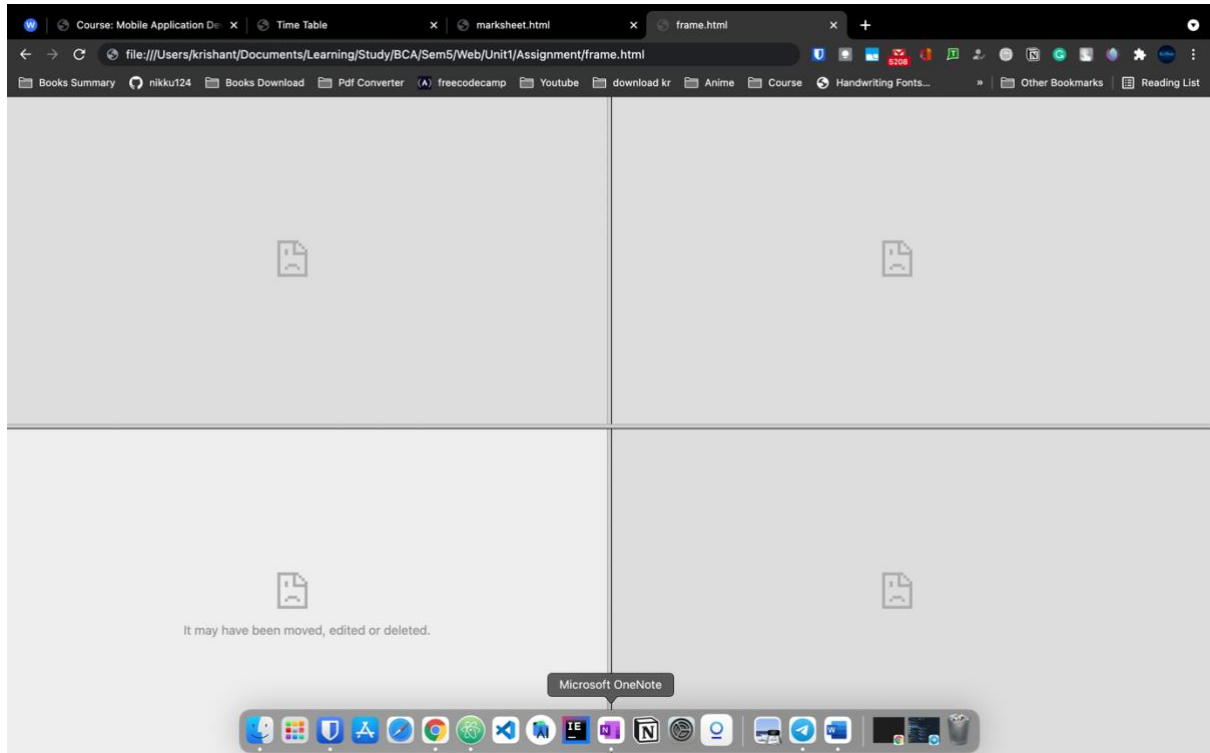 Course: Mobile Application De
Time Table
marksheet.html
frame.html
file:///Users/krishant/Documents/Learning/Study/BCA/Sem5/Web/Unit1/Assignment/frame.html
5208
Books Summary nikku124 Books Download Pdf Converter freecodecamp Youtube download kr Anime Course Handwriting Fonts... » Other Bookmarks Reading List
It may have been moved, edited or deleted.
Microsoft OneNote